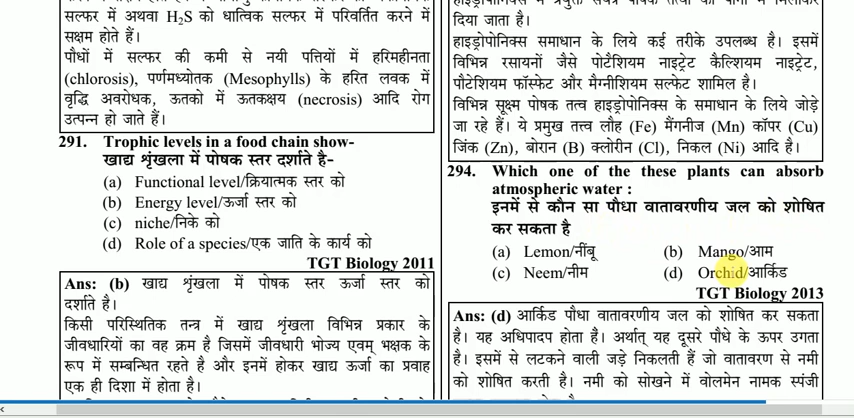 सल्फर में अथवा H₂S को धात्विक सल्फर में परिवर्तित करने में
सक्षम होते हैं।
पौधों में सल्फर की कमी से नयी पत्तियों में हरिमहीनता
(chlorosis), पर्णमध्योतक (Mesophylls) के हरित लवक में
वृद्धि अवरोधक, ऊतको में ऊतकक्षय (necrosis) आदि रोग
उत्पन्न हो जाते हैं।
291. Trophic levels in a food chain show-
खाद्य शृंखला में पोषक स्तर दर्शाते है-
(a) Functional level/क्रियात्मक स्तर को
(b) Energy level/ऊर्जा स्तर को
(c) niche/निके को
(d) Role of a species/एक जाति के कार्य को
TGT Biology 2011
Ans: (b) खाद्य शृंखला में पोषक स्तर ऊर्जा स्तर को
दर्शाते है।
किसी परिस्थितिक तन्त्र में खाद्य शृंखला विभिन्न प्रकार के
जीवधारियों का वह क्रम है जिसमें जीवधारी भोज्य एवम् भक्षक के
रूप में सम्बन्धित रहते है और इनमें होकर खाद्य ऊर्जा का प्रवाह
एक ही दिशा में होता है।
दिया जाता है।
हाइड्रोपोनिक्स समाधान के लिये कई तरीके उपलब्ध है। इसमें
विभिन्न रसायनों जैसे पोटैशियम नाइट्रेट कैल्शियम नाइट्रेट,
पौटेशियम फॉस्फेट और मैग्नीशियम सल्फेट शामिल है।
विभिन्न सूक्ष्म पोषक तत्व हाइड्रोपोनिक्स के समाधान के लिये जोड़े
जा रहे हैं। ये प्रमुख तत्त्व लौह (Fe) मैंगनीज (Mn) कॉपर (Cu)
जिंक (Zn), बोरान (B) क्लोरीन (Cl), निकल (Ni) आदि है।
294. Which one of the these plants can absorb
atmospheric water :
इनमें से कौन सा पौधा वातावरणीय जल को शोषित
कर सकता है
(a) Lemon/नींबू (b) Mango/आम
(c) Neem/नीम (d) Orchid/आर्किड
TGT Biology 2013
Ans: (d) आर्किड पौधा वातावरणीय जल को शोषित कर सकता
है। यह अधिपादप होता है। अर्थात् यह दूसरे पौधे के ऊपर उगता
है। इसमें से लटकने वाली जड़े निकलती हैं जो वातावरण से नमी
को शोषित करती है। नमी को सोखने में वोलमेन नामक स्पंजी